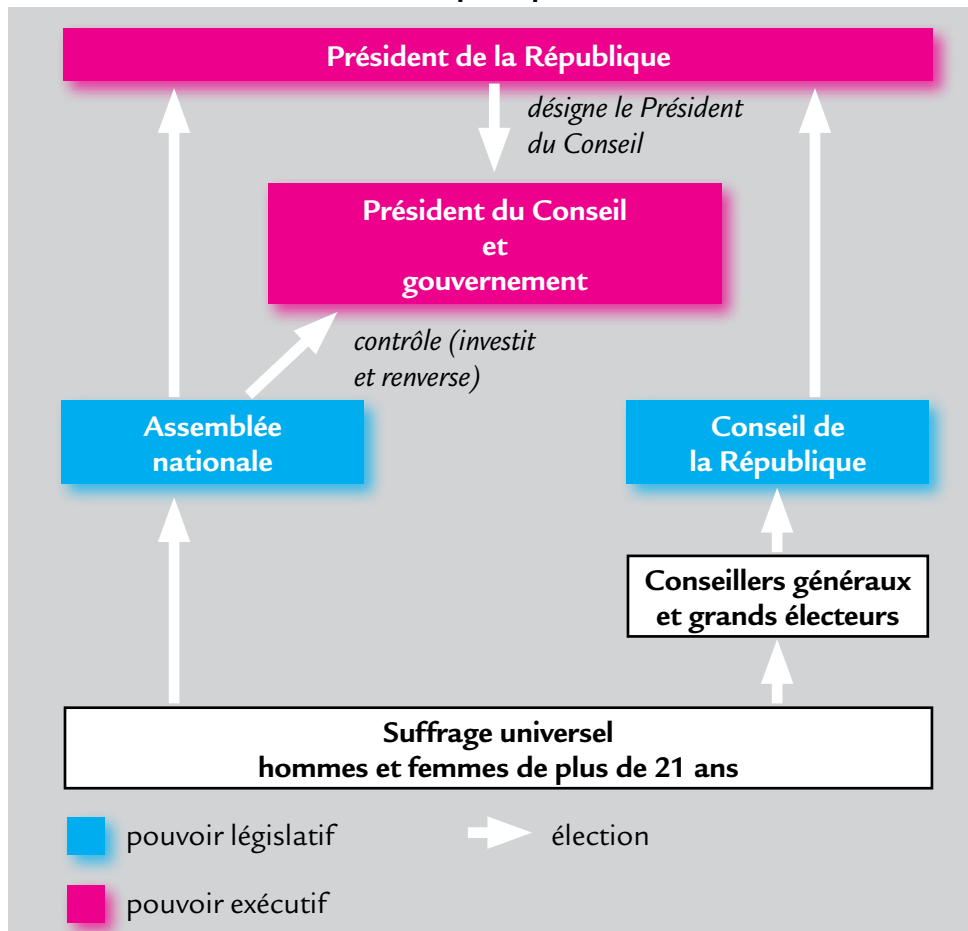 Président de la République
désigne le Président
du Conseil
Président du Conseil
et
gouvernement
contrôle (investit
et renverse)
Assemblée
nationale
Conseil de
la République
Conseillers généraux
et grands électeurs
Suffrage universel
hommes et femmes de plus de 21 ans
pouvoir législatif
élection
pouvoir exécutif